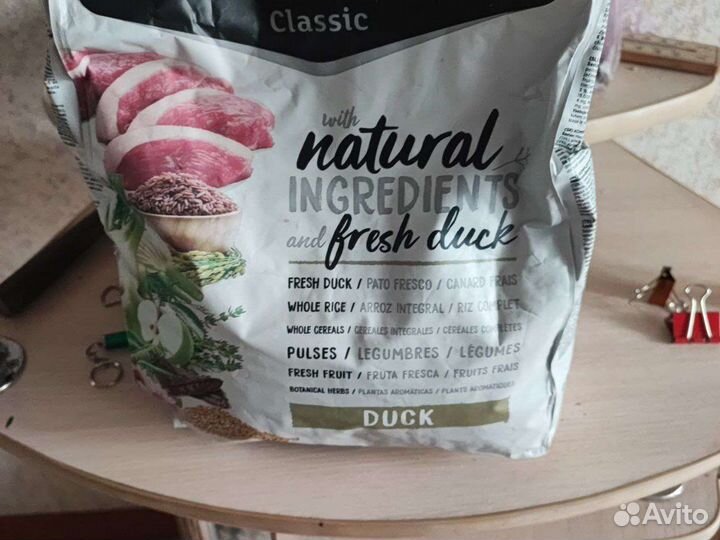 Classic
with
natural
INGREDIENTS
and fresh duck
FRESH DUCK / PATO FRESCO / CANARD FRAIS
WHOLE RICE / ARROZ INTEGRAL / RIZ COMPLET
WHOLE CEREALS / CEREALES INTEGRALES / CÉRÉALES COMPLÈTES
PULSES / LEGUMBRES / LÉGUMES
FRESH FRUIT / FRUTA FRESCA / FRUITS FRAIS
BOTANICAL HERBS / PLANTAS AROMÁTICAS / PLANTS AROMATIQUES
DUCK
Avito